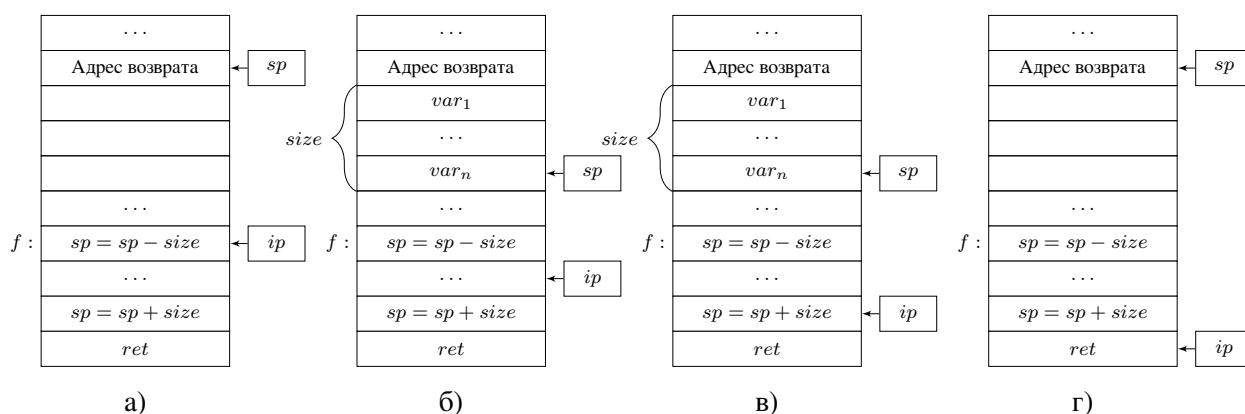 ...
Адрес возврата
sp
...
f :
sp = sp − size
ip
...
sp = sp + size
ret
а)
...
Адрес возврата
size
var₁
...
varₙ
sp
...
f :
sp = sp − size
...
ip
sp = sp + size
ret
б)
...
Адрес возврата
size
var₁
...
varₙ
sp
...
f :
sp = sp − size
...
sp = sp + size
ip
ret
в)
...
Адрес возврата
sp
...
f :
sp = sp − size
...
sp = sp + size
ret
ip
г)